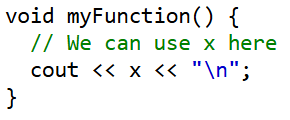 void myFunction() {
  // We can use x here
  cout << x << "\n";
}